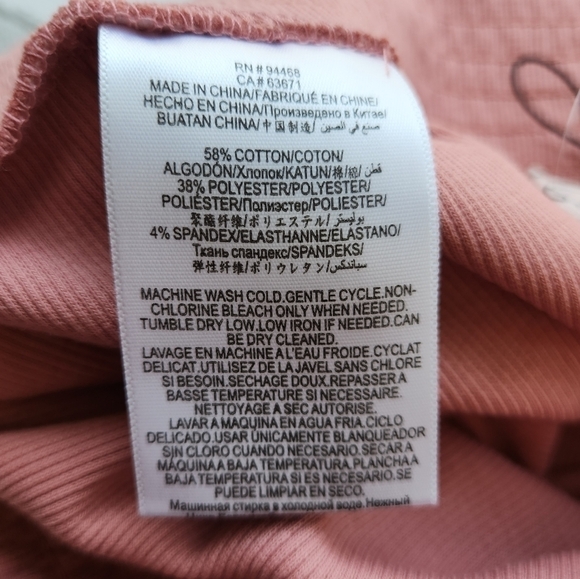 RN # 94468
CA # 63671
MADE IN CHINA/FABRIQUÉ EN CHINE/
HECHO EN CHINA/Произведено в Китае/
BUATAN CHINA/中国制造/ صنع في الصين
58% COTTON/COTON/
ALGODÓN/Хлопок/KATUN/棉/綿/ قطن
38% POLYESTER/POLYESTER/
POLIÉSTER/Полиэстер/POLIESTER/
聚酯纤维/ポリエステル/ بوليستر
4% SPANDEX/ELASTHANNE/ELASTANO/
Ткань спандекс/SPANDEKS/
弹性纤维/ポリウレタン/ سباندكس
MACHINE WASH COLD.GENTLE CYCLE.NON-
CHLORINE BLEACH ONLY WHEN NEEDED.
TUMBLE DRY LOW.LOW IRON IF NEEDED.CAN
BE DRY CLEANED.
LAVAGE EN MACHINE A L'EAU FROIDE.CYCLAT
DELICAT.UTILISEZ DE LA JAVEL SANS CHLORE
SI BESOIN.SECHAGE DOUX.REPASSER A
BASSE TEMPERATURE SI NECESSAIRE.
NETTOYAGE A SEC AUTORISE.
LAVAR A MAQUINA EN AGUA FRIA.CICLO
DELICADO.USAR ÚNICAMENTE BLANQUEADOR
SIN CLORO CUANDO NECESARIO.SECAR A
MÁQUINA A BAJA TEMPERATURA.PLANCHA A
BAJA TEMPERATURA SI ES NECESARIO.SE
PUEDE LIMPIAR EN SECO.
Машинная стирка в холодной воде.Нежный